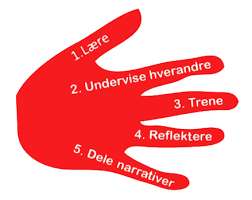 1.Lære
2. Undervise hverandre
3. Trene
4. Reflektere
5. Dele narrativer